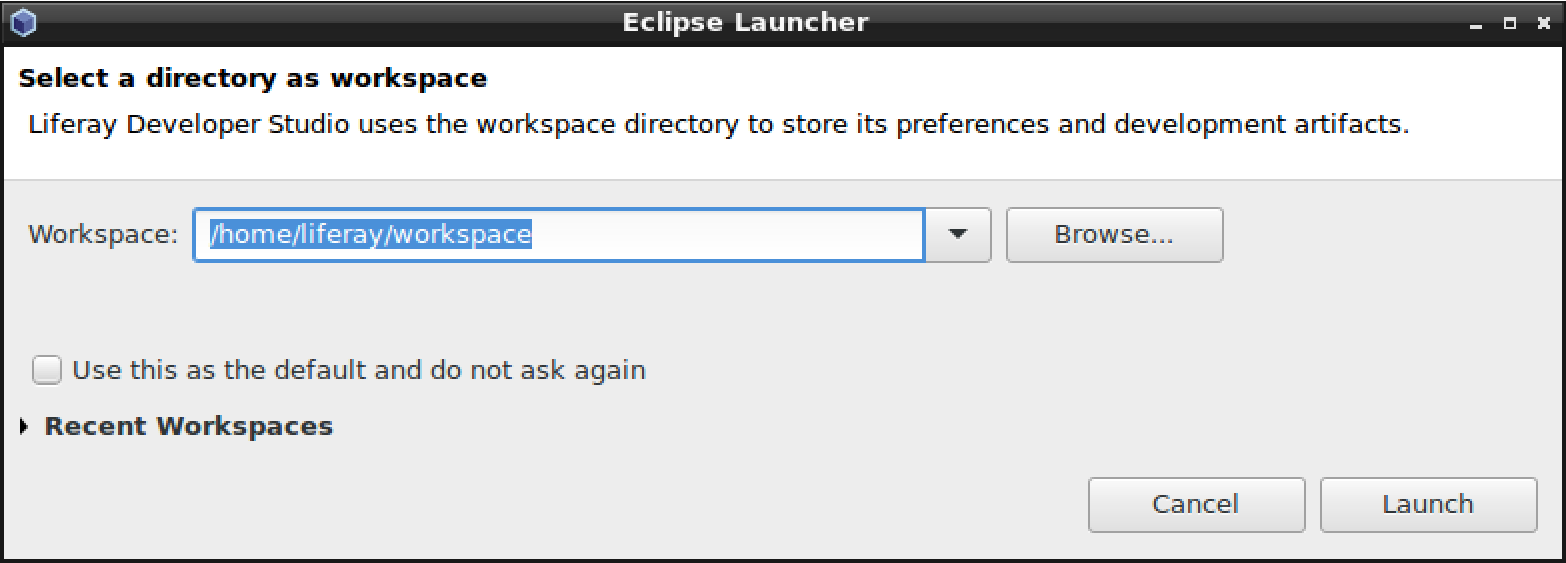 Eclipse Launcher
Select a directory as workspace
Liferay Developer Studio uses the workspace directory to store its preferences and development artifacts.
Workspace: /home/liferay/workspace Browse...
Use this as the default and do not ask again
Recent Workspaces
Cancel Launch